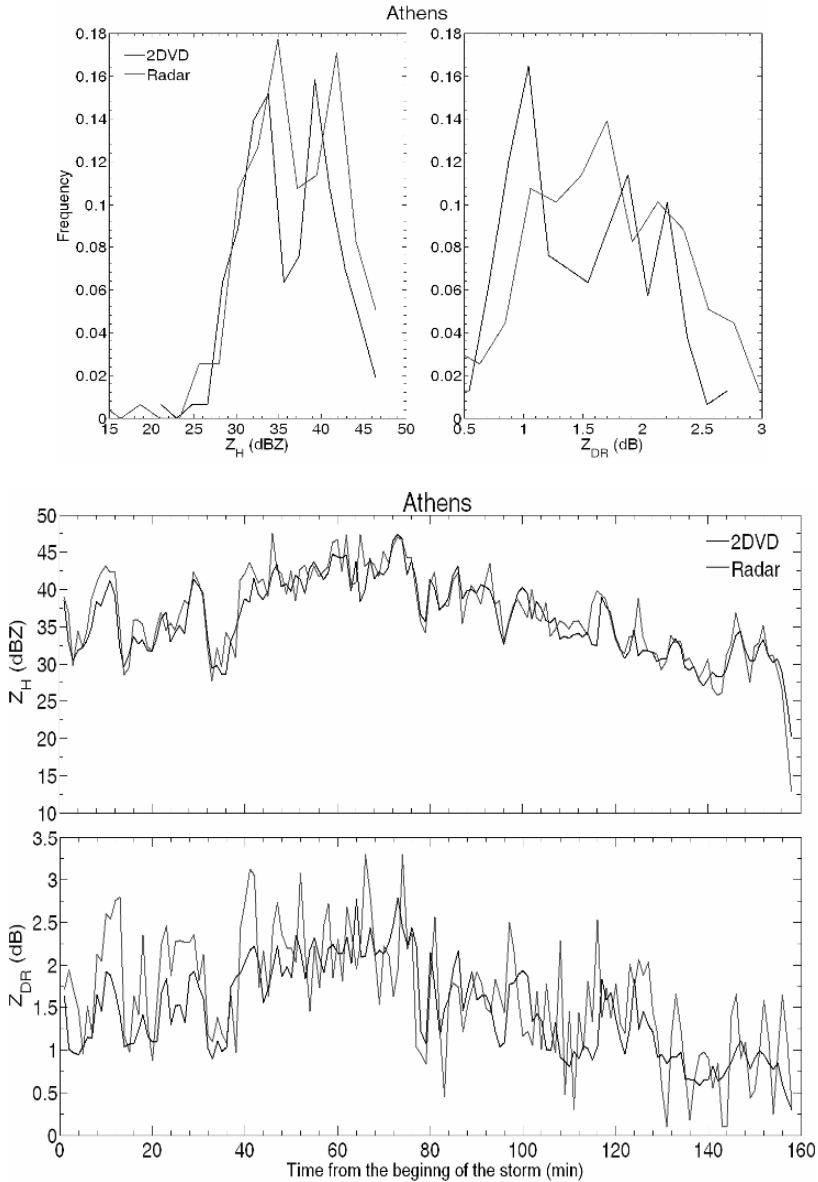 Athens
0.18
0.16
0.14
0.12
0.1
0.08
0.06
0.04
0.02
0
Frequency
2DVD
Radar
15 20 25 30 35 40 45 50
Z_H (dBZ)
0.18
0.16
0.14
0.12
0.1
0.08
0.06
0.04
0.02
0
0.5 1 1.5 2 2.5 3
Z_DR (dB)
Athens
50
45
40
35
30
25
20
15
10
Z_H (dBZ)
2DVD
Radar
3.5
3
2.5
2
1.5
1
0.5
0
Z_DR (dB)
0 20 40 60 80 100 120 140 160
Time from the beginng of the storm (min)